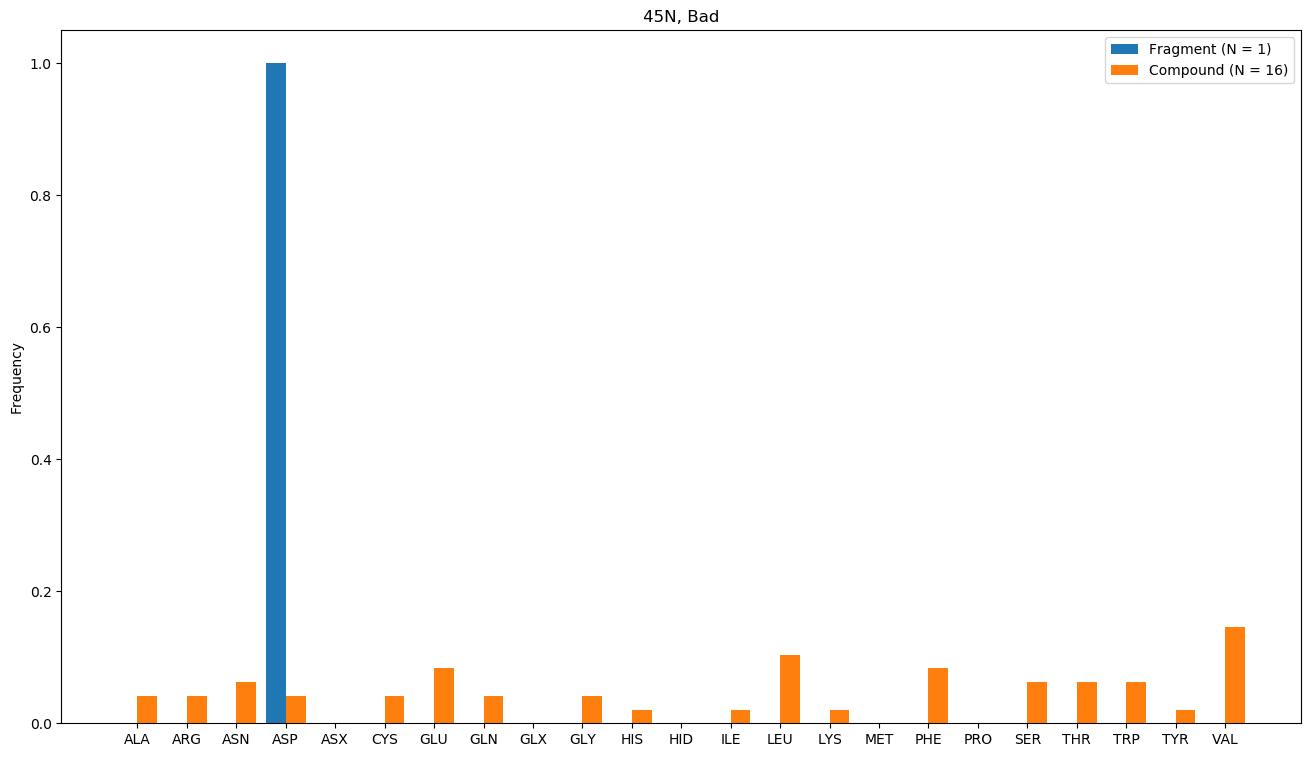 45N, Bad
Fragment (N = 1)
Compound (N = 16)
Frequency
1.0
0.8
0.6
0.4
0.2
0.0
ALA ARG ASN ASP ASX CYS GLU GLN GLX GLY HIS HID ILE LEU LYS MET PHE PRO SER THR TRP TYR VAL